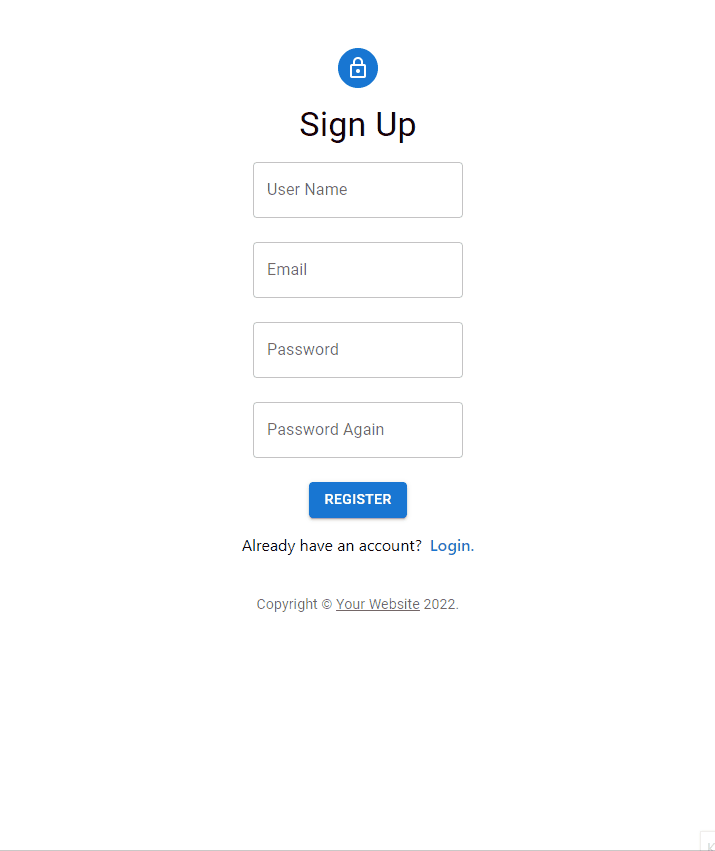 Sign Up
User Name
Email
Password
Password Again
REGISTER
Already have an account? Login.
Copyright © Your Website 2022.